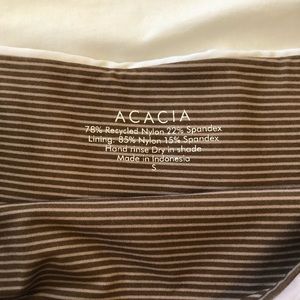 ACACIA
78% Recycled Nylon 22% Spandex
Lining: 85% Nylon 15% Spandex
Hand rinse Dry in shade
Made in Indonesia
S